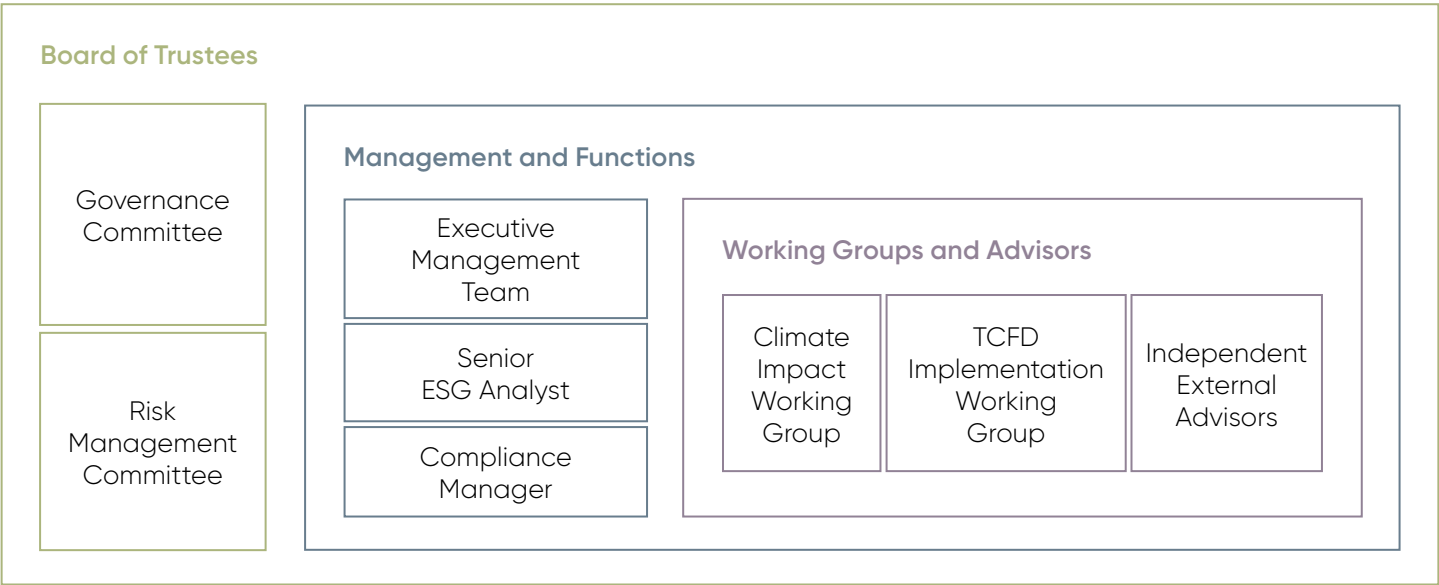 Board of Trustees
Governance
Committee
Risk
Management
Committee
Management and Functions
Executive
Management
Team
Senior
ESG Analyst
Compliance
Manager
Working Groups and Advisors
Climate
Impact
Working
Group
TCFD
Implementation
Working
Group
Independent
External
Advisors